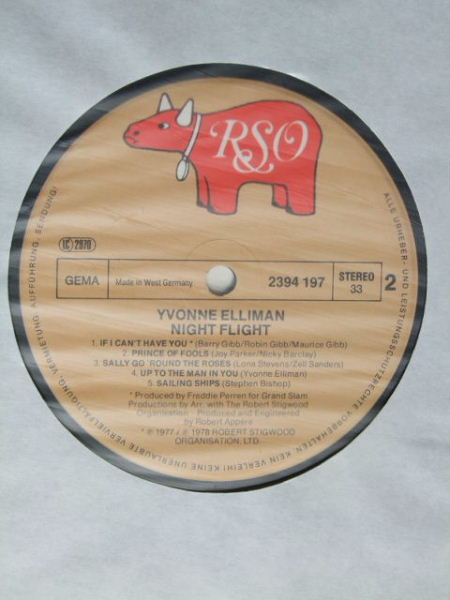 RSO
LC 2970
GEMA
Made in West Germany
2394 197
STEREO
33
2
YVONNE ELLIMAN
NIGHT FLIGHT
1. IF I CAN'T HAVE YOU * (Barry Gibb/Robin Gibb/Maurice Gibb)
2. PRINCE OF FOOLS (Joy Parker/Nicky Barclay)
3. SALLY GO 'ROUND THE ROSES (Lona Stevens/Zell Sanders)
4. UP TO THE MAN IN YOU (Yvonne Elliman)
5. SAILING SHIPS (Stephen Bishop)
* Produced by Freddie Perren for Grand Slam
Productions by Arr. with The Robert Stigwood
Organisation - Produced and Engineered
by Robert Appère
* ℗ 1977 / ℗ 1978 ROBERT STIGWOOD
ORGANISATION, LTD.
ALLE URHEBER- UND LEISTUNGSSCHUTZRECHTE VORBEHALTEN. KEIN VERLEIH! KEINE UNERLAUBTE VERVIELFÄLTIGUNG, VERMIETUNG, AUFFÜHRUNG, SENDUNG!